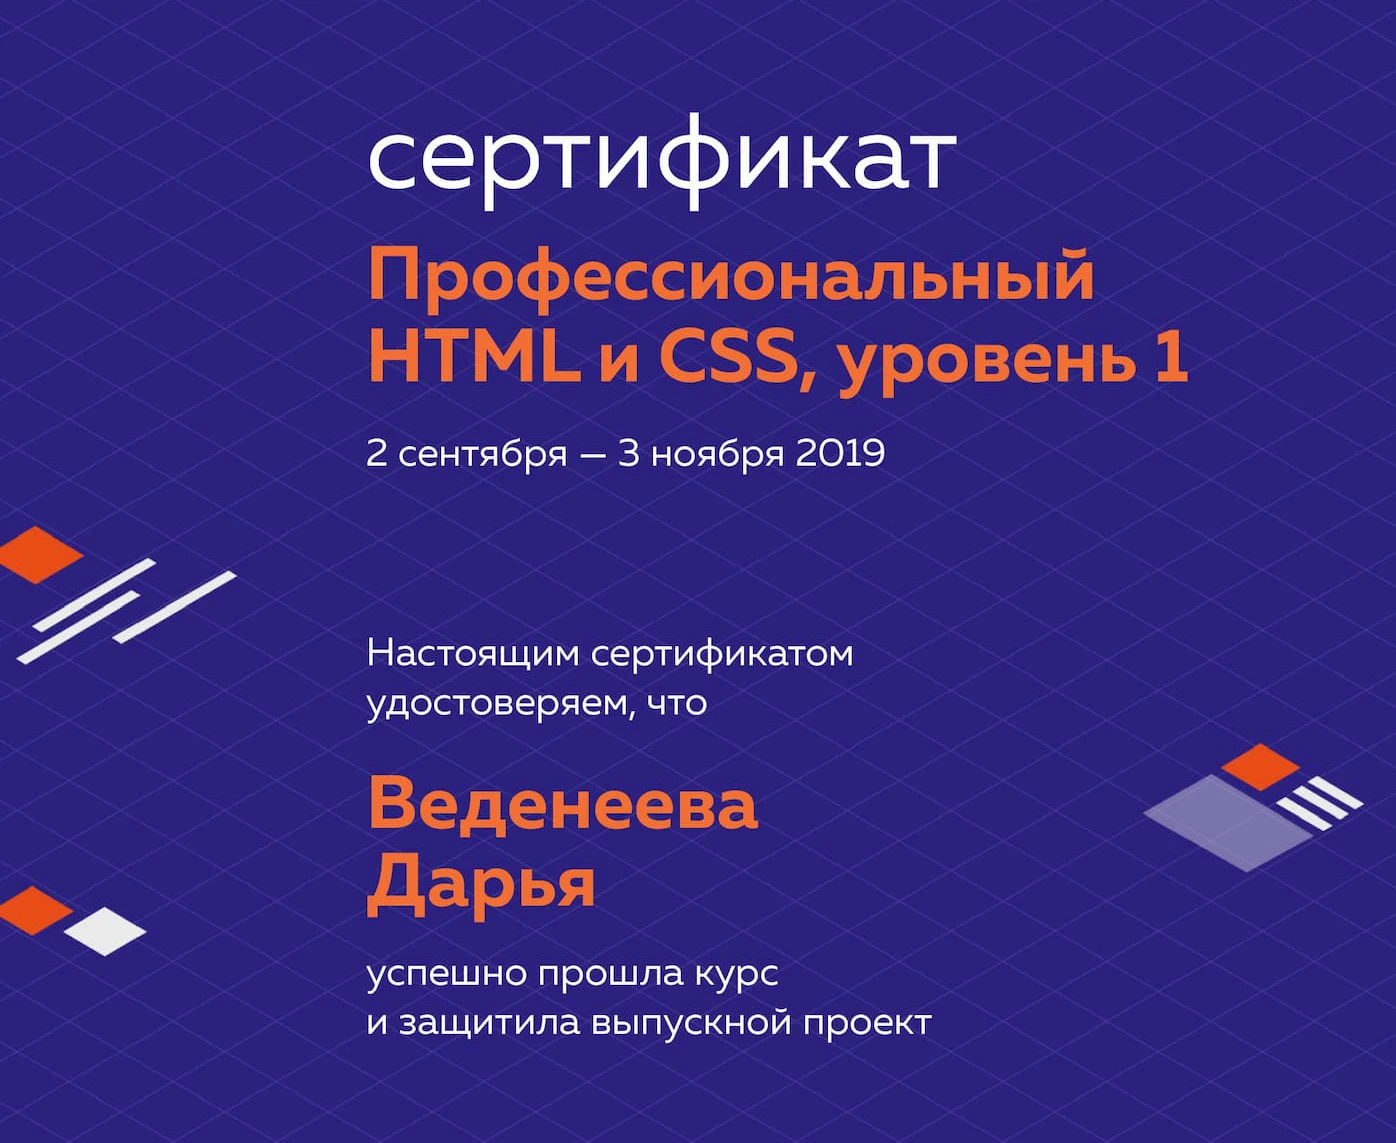 сертификат
Профессиональный
HTML и CSS, уровень 1
2 сентября — 3 ноября 2019
Настоящим сертификатом
удостоверяем, что
Веденеева
Дарья
успешно прошла курс
и защитила выпускной проект